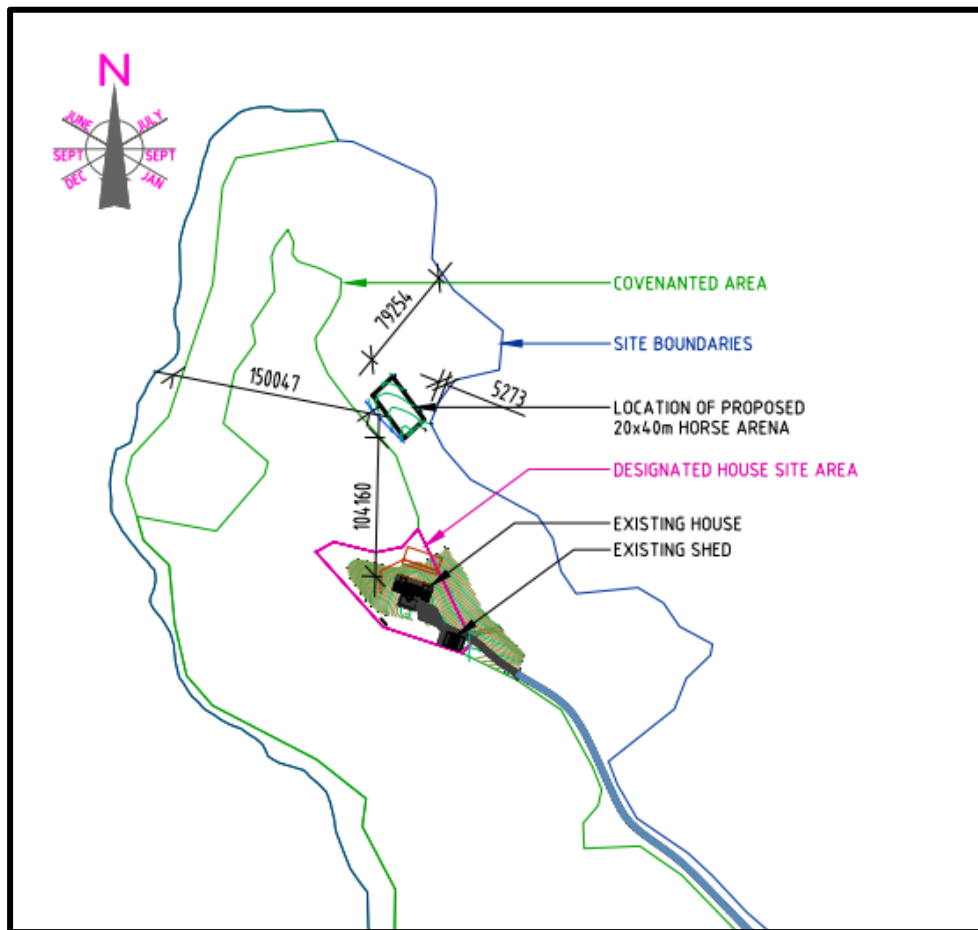 N
JUNE
JULY
SEPT
SEPT
DEC
JAN
COVENANTED AREA
79254
SITE BOUNDARIES
150047
5273
LOCATION OF PROPOSED
20x40m HORSE ARENA
DESIGNATED HOUSE SITE AREA
104160
EXISTING HOUSE
EXISTING SHED